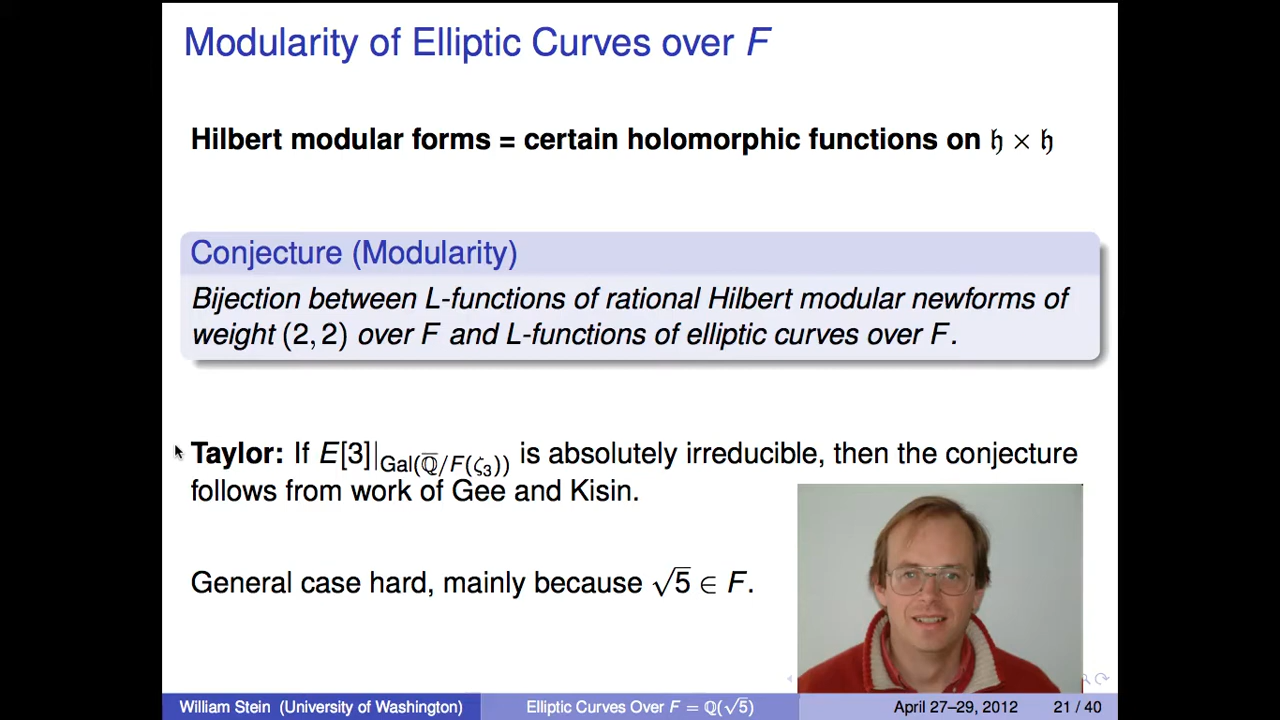 Modularity of Elliptic Curves over F
Hilbert modular forms = certain holomorphic functions on 𝔥 × 𝔥
Conjecture (Modularity)
Bijection between L-functions of rational Hilbert modular newforms of
weight (2, 2) over F and L-functions of elliptic curves over F.
Taylor: If E[3]|Gal(ℚ̅/F(ζ₃)) is absolutely irreducible, then the conjecture
follows from work of Gee and Kisin.
General case hard, mainly because √5 ∈ F.
William Stein (University of Washington) Elliptic Curves Over F = ℚ(√5) April 27–29, 2012 21 / 40